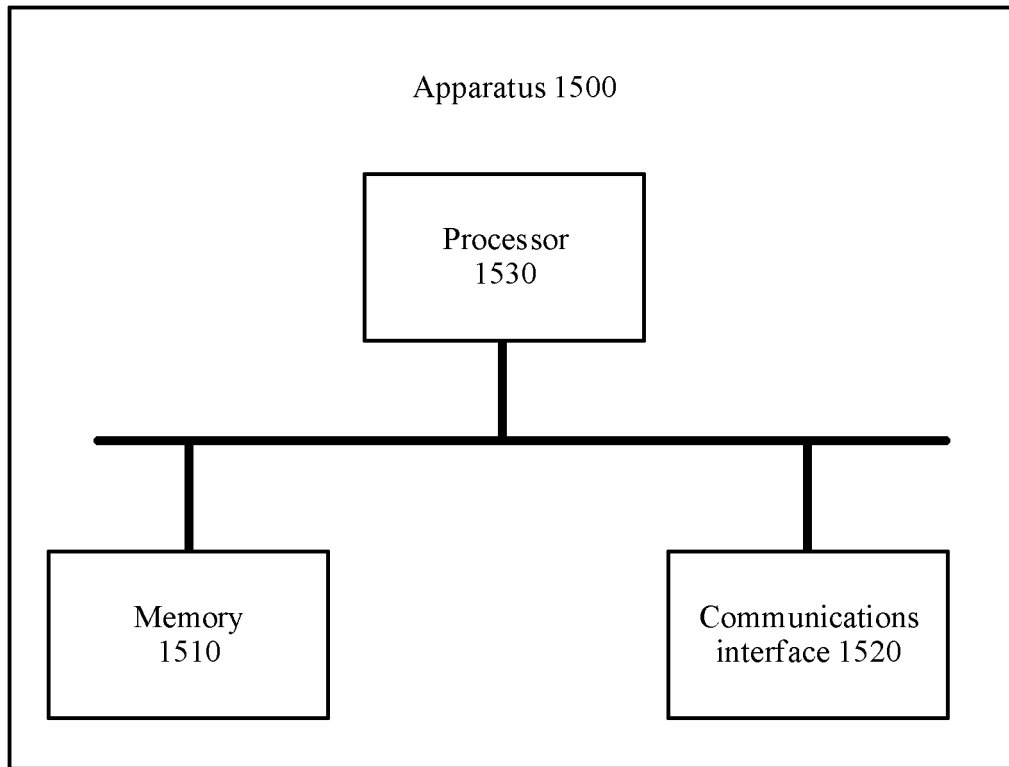 Apparatus 1500
Processor
1530
Memory
1510
Communications
interface 1520